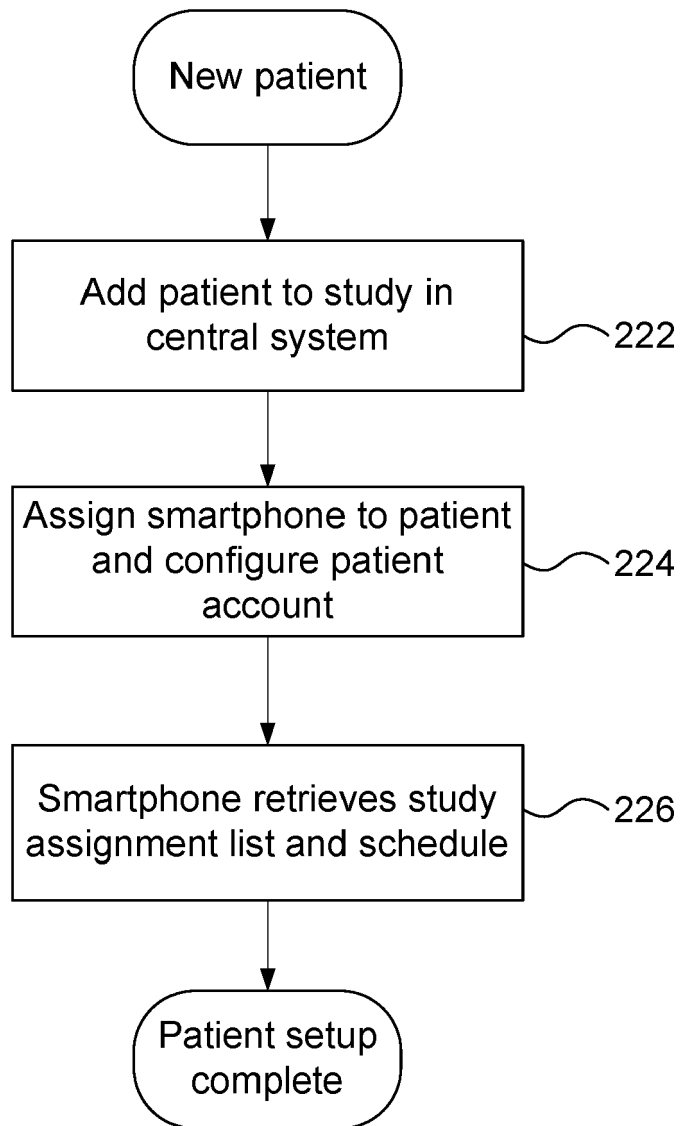 New patient
Add patient to study in
central system
222
Assign smartphone to patient
and configure patient
account
224
Smartphone retrieves study
assignment list and schedule
226
Patient setup
complete